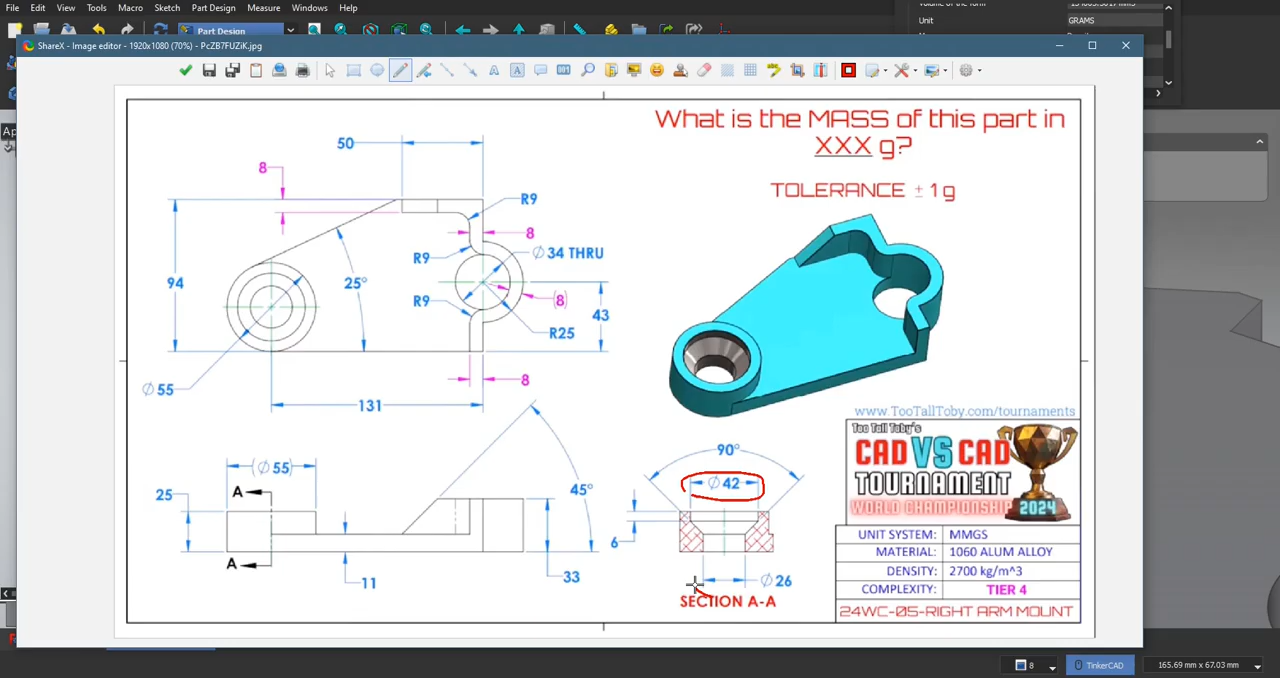 File Edit View Tools Macro Sketch Part Design Measure Windows Help
Part Design
Unit GRAMS
ShareX - Image editor - 1920x1080 (70%) - PcZB7FUZiK.jpg
What is the MASS of this part in
XXX g?
TOLERANCE ± 1 g
50
8
R9
8
R9
Ø 34 THRU
94
25°
(8)
R9
43
R25
Ø 55
8
131
www.TooTallToby.com/tournaments
Too Tall Toby's
CAD VS CAD
TOURNAMENT
WORLD CHAMPIONSHIP 2024
(Ø 55)
90°
Ø 42
25
A
45°
6
A
11
33
Ø 26
SECTION A-A
UNIT SYSTEM: MMGS
MATERIAL: 1060 ALUM ALLOY
DENSITY: 2700 kg/m^3
COMPLEXITY: TIER 4
24WC-05-RIGHT ARM MOUNT
8
TinkerCAD
165.69 mm x 67.03 mm